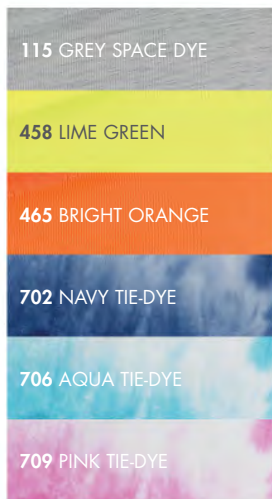 115 GREY SPACE DYE
458 LIME GREEN
465 BRIGHT ORANGE
702 NAVY TIE-DYE
706 AQUA TIE-DYE
709 PINK TIE-DYE